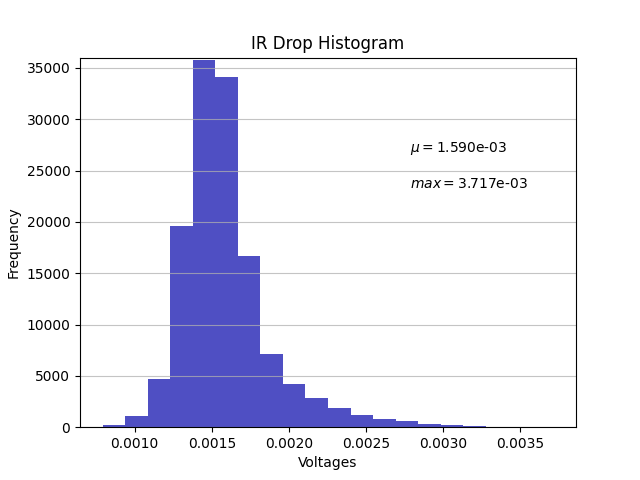 IR Drop Histogram
35000
30000
25000
20000
15000
10000
5000
0
Frequency
μ = 1.590e-03
max = 3.717e-03
0.0010 0.0015 0.0020 0.0025 0.0030 0.0035
Voltages